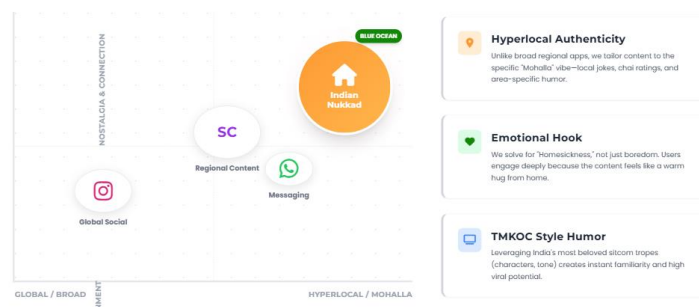 BLUE OCEAN
NOSTALGIA & CONNECTION
Indian
Nukkad
SC
Regional Content
Messaging
Global Social
GLOBAL / BROAD
HYPERLOCAL / MOHALLA
Hyperlocal Authenticity
Unlike broad regional apps, we tailor content to the
specific "Mohalla" vibe—local jokes, chai ratings, and
area-specific humor.
Emotional Hook
We solve for "Homesickness," not just boredom. Users
engage deeply because the content feels like a warm
hug from home.
TMKOC Style Humor
Leveraging India's most beloved sitcom tropes
(characters, tone) creates instant familiarity and high
viral potential.